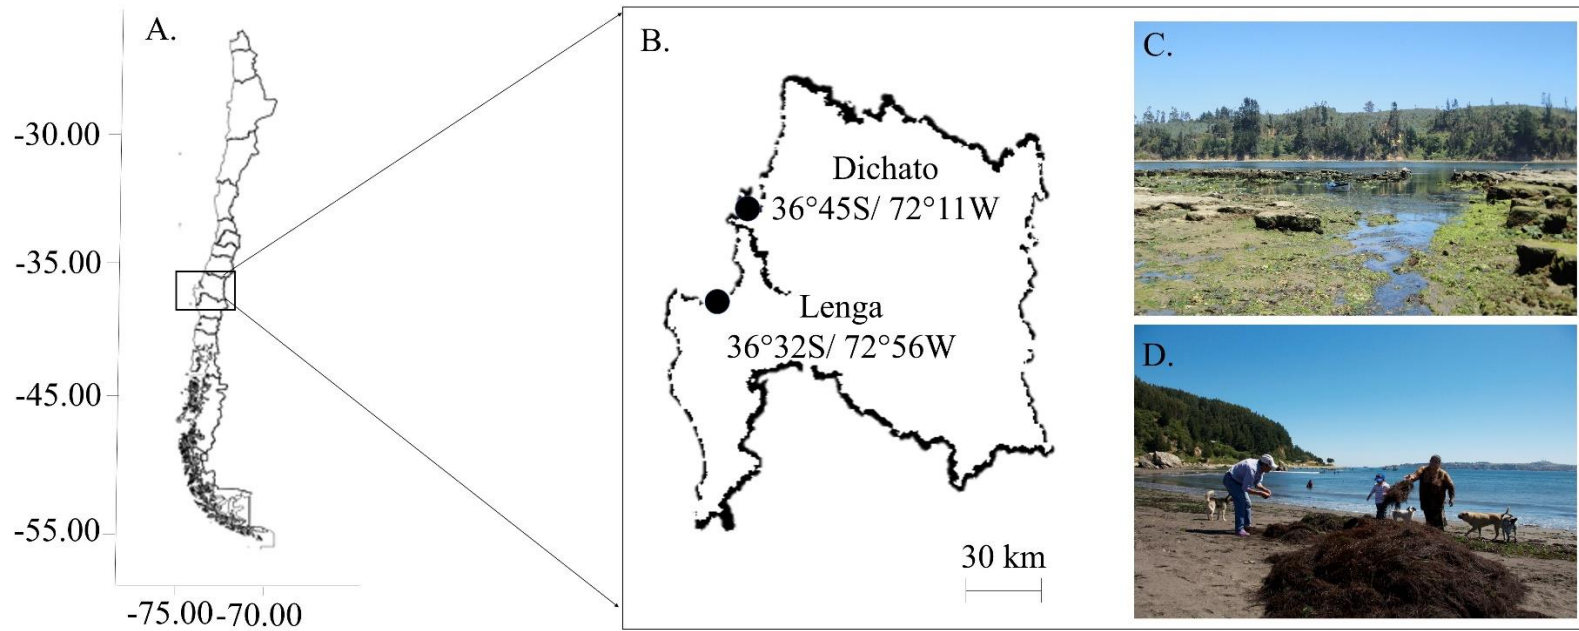 A.
-30.00
-35.00
-45.00
-55.00
-75.00 -70.00
B.
Dichato
36°45S/ 72°11W
Lenga
36°32S/ 72°56W
30 km
C.
D.